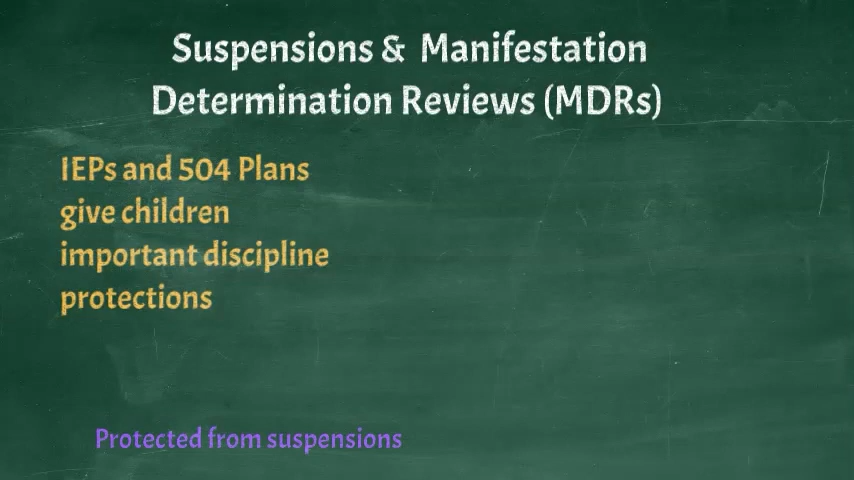 Suspensions & Manifestation
Determination Reviews (MDRs)
IEPs and 504 Plans
give children
important discipline
protections
Protected from suspensions